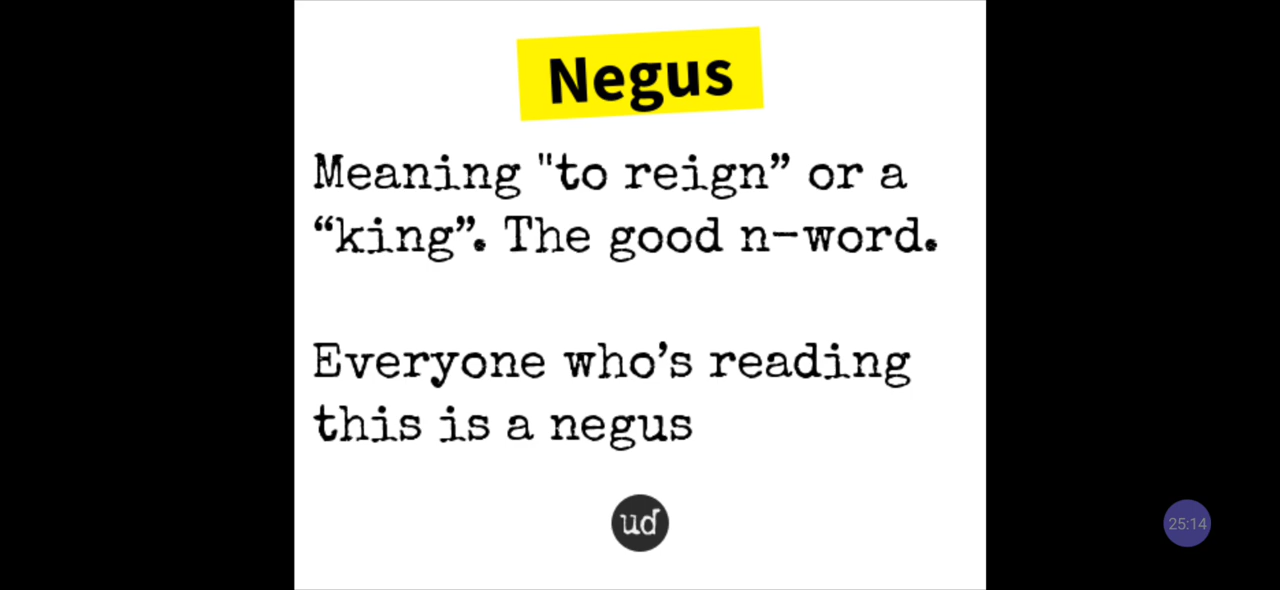 Negus
Meaning "to reign” or a
“king”. The good n-word.
Everyone who’s reading
this is a negus
ud
25:14